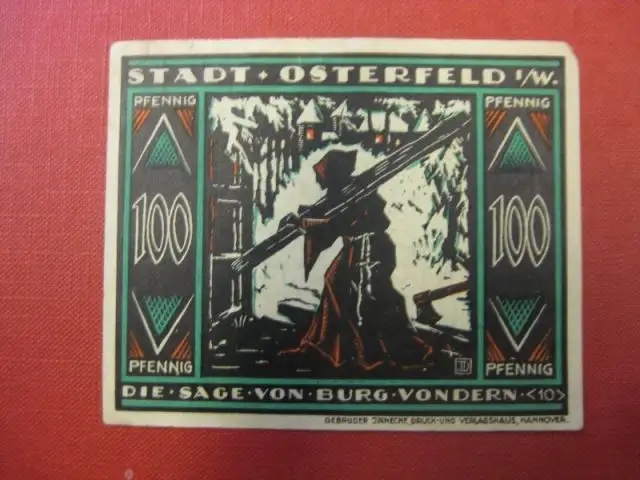 STADT · OSTERFELD I/W.
PFENNIG PFENNIG
100 100
PFENNIG PFENNIG
DIE · SAGE · VON · BURG · VONDERN · <10>
GEBRÜDER JÄNECKE, DRUCK- UND VERLAGSHAUS, HANNOVER.